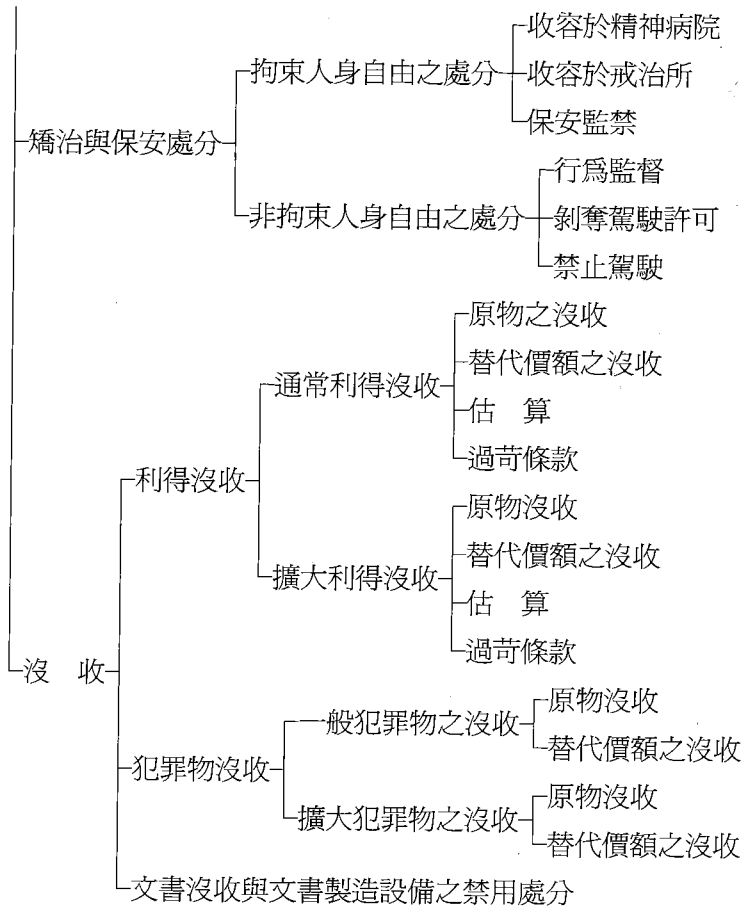 矯治與保安處分
拘束人身自由之處分
收容於精神病院
收容於戒治所
保安監禁
非拘束人身自由之處分
行為監督
剝奪駕駛許可
禁止駕駛
沒　收
利得沒收
通常利得沒收
原物之沒收
替代價額之沒收
估　算
過苛條款
擴大利得沒收
原物沒收
替代價額之沒收
估　算
過苛條款
犯罪物沒收
一般犯罪物之沒收
原物沒收
替代價額之沒收
擴大犯罪物之沒收
原物沒收
替代價額之沒收
文書沒收與文書製造設備之禁用處分